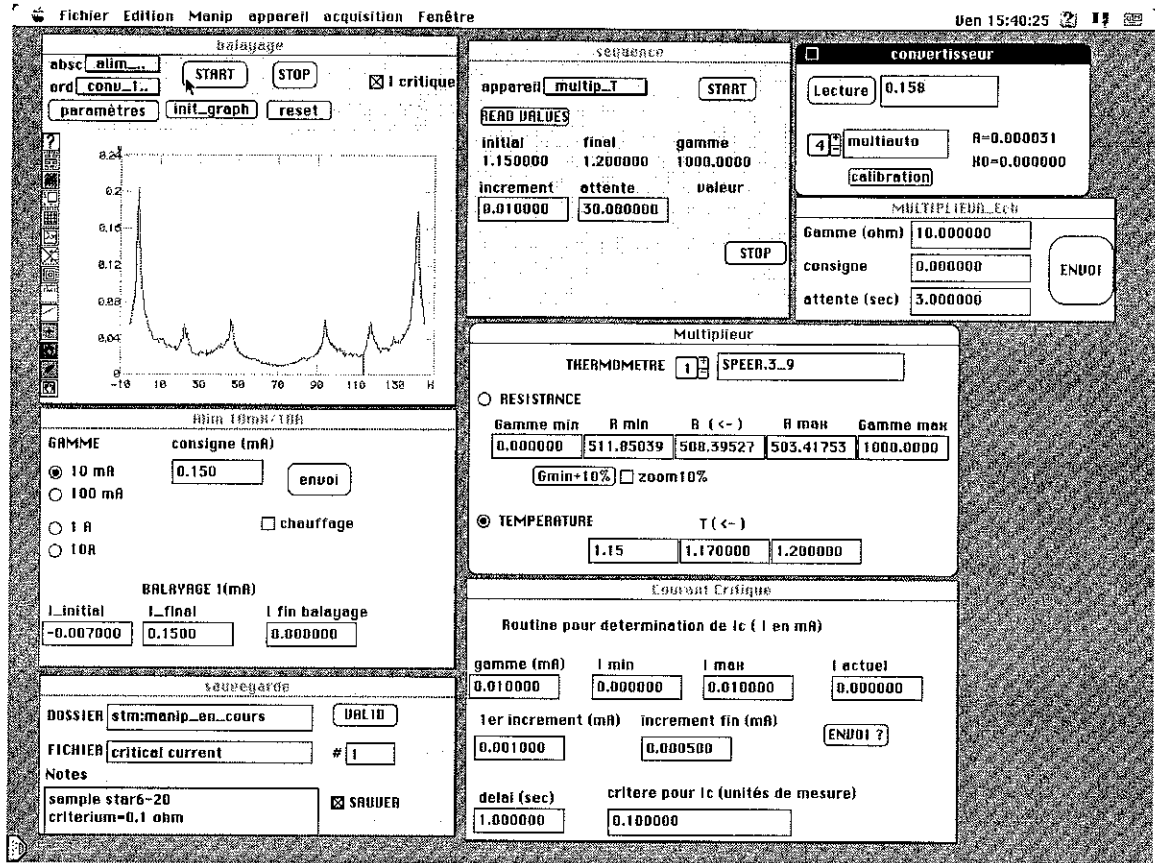 Fichier Edition Manip appareil acquisition Fenêtre
Ven 15:40:25
balayage
absc alim_..
START STOP
I critique
ord conv_1..
paramètres init_graph reset
0.24
0.2
0.16
0.12
0.08
0.04
0
-10 10 30 50 70 90 110 130 H
Alim 10mA/10A
GAMME consigne (mA)
10 mA 0.150
envoi
100 mA
1 A chauffage
10A
BALAYAGE I(mA)
I_initial I_final I fin balayage
-0.007000 0.1500 0.000000
sauvegarde
DOSSIER stm:manip_en_cours VALID
FICHIER critical current # 1
Notes
sample star6-20
criterium=0.1 ohm
SAUVER
sequence
appareil multip_T START
READ VALUES
initial final gamme
1.150000 1.200000 1000.0000
increment attente valeur
0.010000 30.000000
STOP
convertisseur
Lecture 0.158
4 multiauto A=0.000031
X0=0.000000
calibration
MULTIPLIEUR_Ech
Gamme (ohm) 10.000000
consigne 0.000000
ENVOI
attente (sec) 3.000000
Multiplieur
THERMOMETRE 1 SPEER.3_9
RESISTANCE
Gamme min R min R (<-) R max Gamme max
0.000000 511.85039 508.39527 503.41753 1000.0000
Gmin+10% zoom10%
TEMPERATURE T(<-)
1.15 1.170000 1.200000
Courant Critique
Routine pour determination de Ic ( I en mA)
gamme (mA) I min I max I actuel
0.010000 0.000000 0.010000 0.000000
1er increment (mA) increment fin (mA)
0.001000 0.000500
ENVOI ?
delai (sec) critere pour Ic (unités de mesure)
1.000000 0.100000